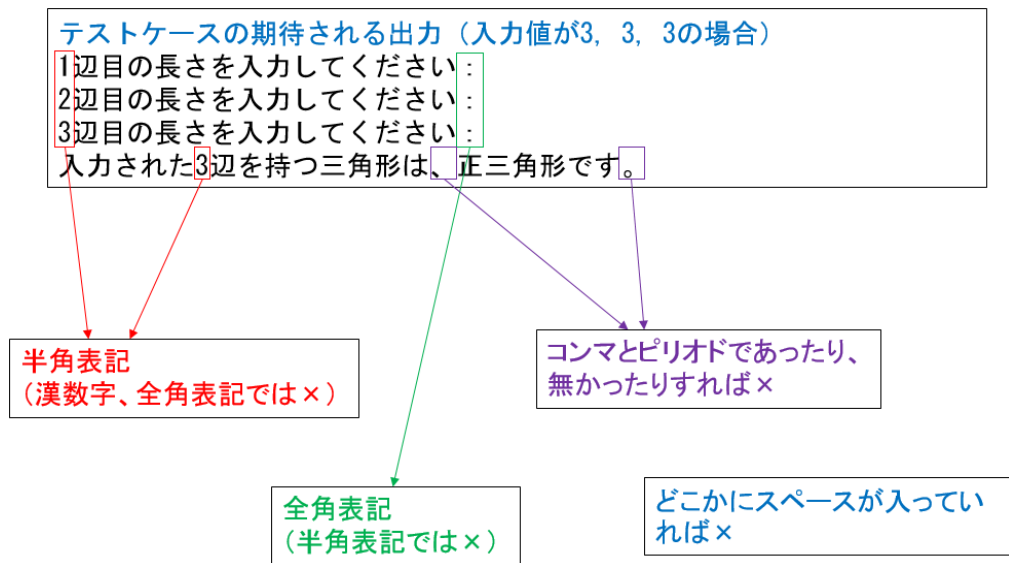 テストケースの期待される出力（入力値が3, 3, 3の場合）
1辺目の長さを入力してください：
2辺目の長さを入力してください：
3辺目の長さを入力してください：
入力された3辺を持つ三角形は、正三角形です。
半角表記
（漢数字、全角表記では×）
コンマとピリオドであったり、
無かったりすれば×
全角表記
（半角表記では×）
どこかにスペースが入ってい
れば×